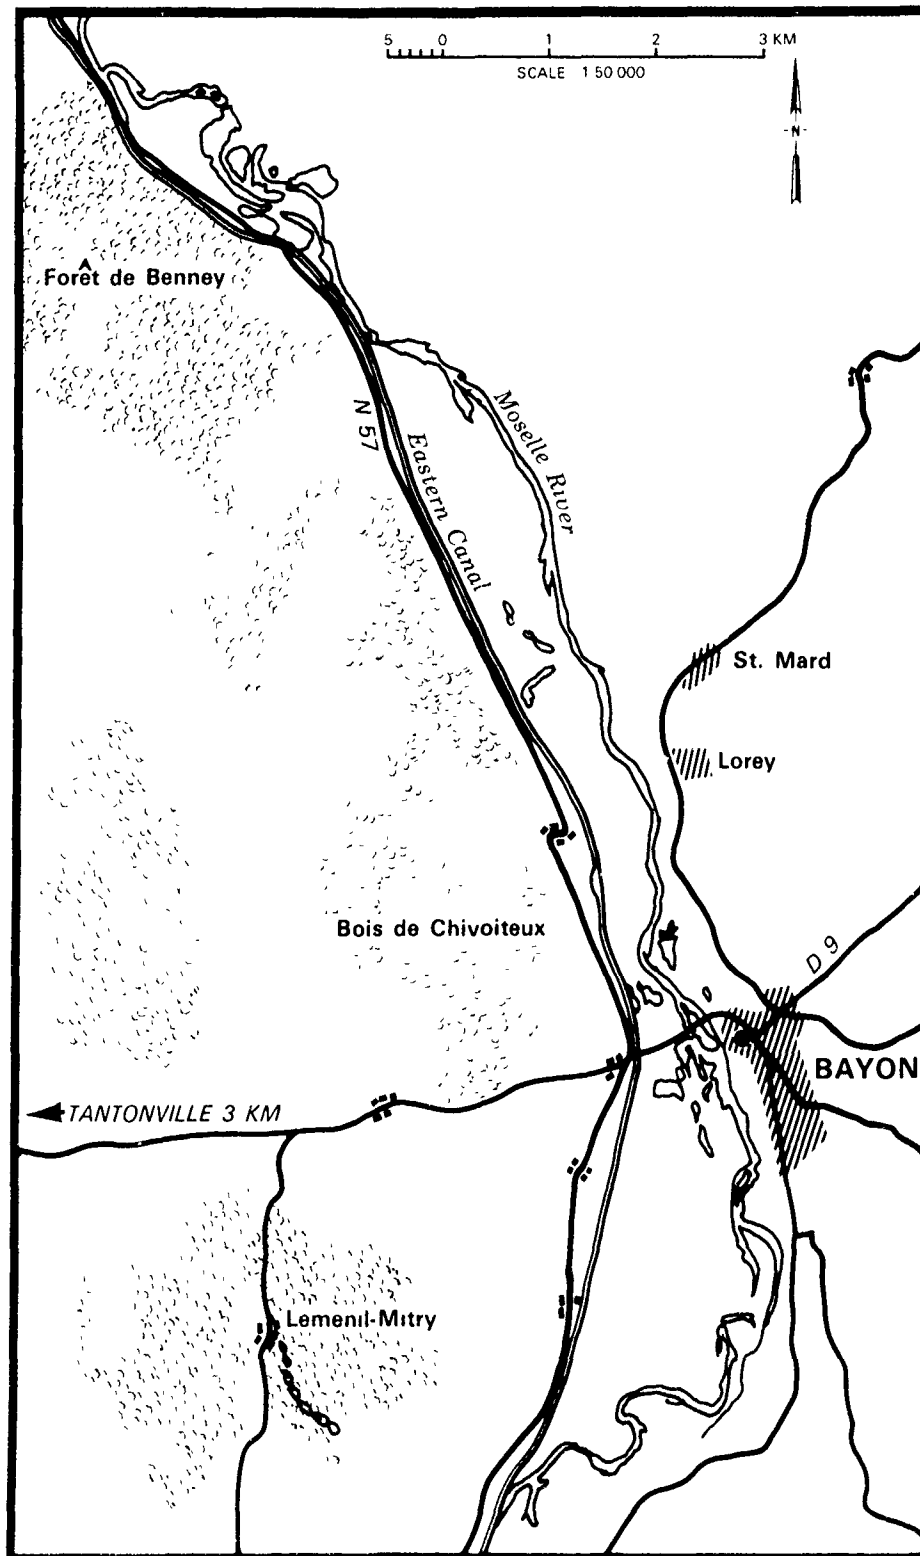 5 0 1 2 3 KM
SCALE 1 50 000
-N-
Forêt de Benney
N 57
Eastern Canal
Moselle River
St. Mard
Lorey
Bois de Chivoiteux
D 9
BAYON
TANTONVILLE 3 KM
Lemenil-Mitry